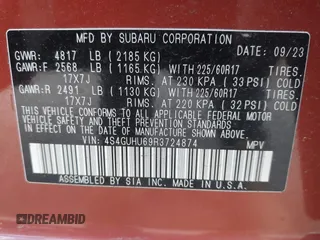 MFD BY SUBARU CORPORATION
DATE: 09/23
GVWR: 4817 LB (2185 KG)
GAWR:F 2568 LB (1165 KG) WITH 225/60R17 TIRES.
17X7J RIMS. AT 230 KPA (33 PSI) COLD
GAWR:R 2491 LB (1130 KG) WITH 225/60R17 TIRES.
17X7J RIMS. AT 220 KPA (32 PSI) COLD
THIS VEHICLE CONFORMS TO ALL APPLICABLE FEDERAL MOTOR
VEHICLE SAFETY, BUMPER, AND THEFT PREVENTION STANDARDS
IN EFFECT ON THE DATE OF MANUFACTURE SHOWN ABOVE.
VIN: 4S4GUHU69R3724874 MPV
ASSEMBLED BY SIA INC. MADE IN U.S.A.
DREAMBID